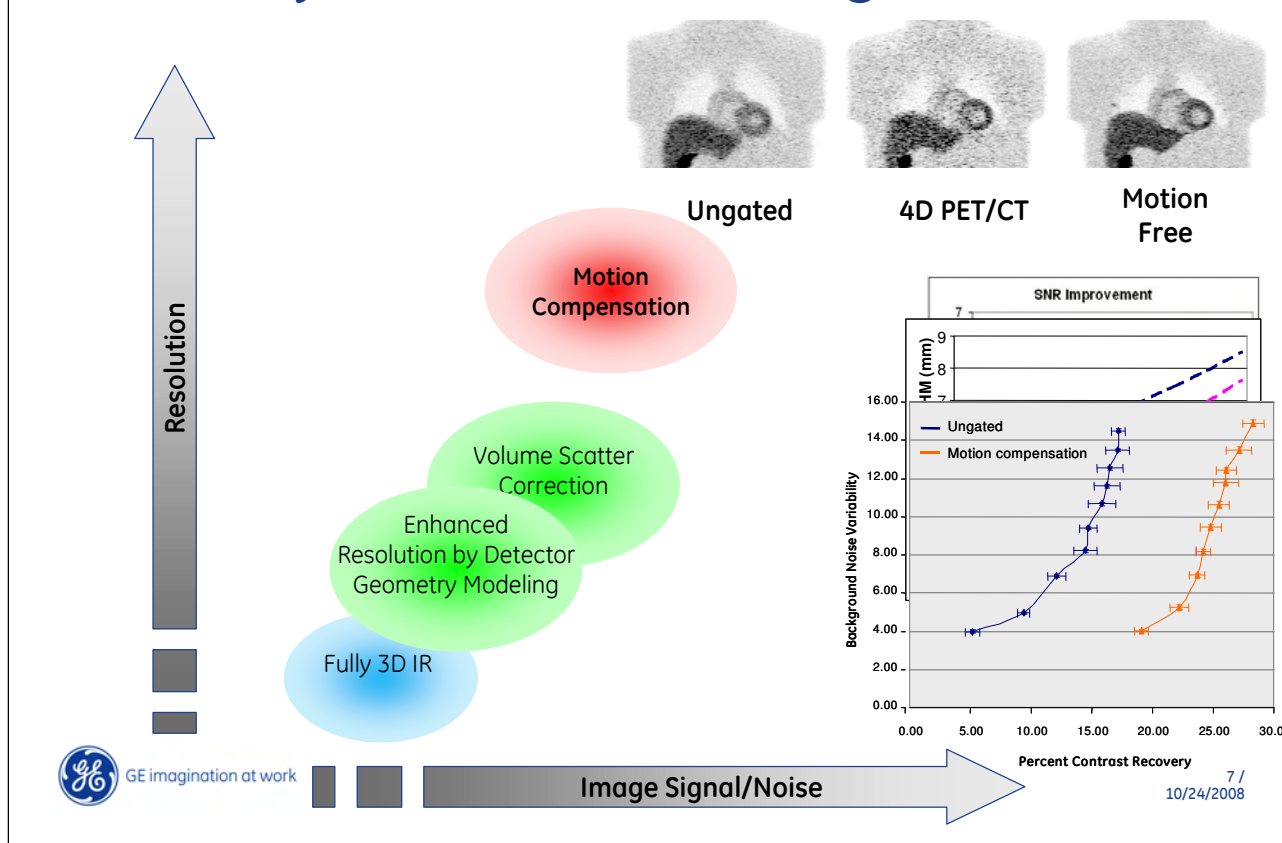 Ungated
4D PET/CT
Motion
Free
Resolution
Motion
Compensation
Volume Scatter
Correction
Enhanced
Resolution by Detector
Geometry Modeling
Fully 3D IR
SNR Improvement
7
HM (mm)
9
8
7
Ungated
Motion compensation
Background Noise Variability
16.00
14.00
12.00
10.00
8.00
6.00
4.00
2.00
0.00
0.00 5.00 10.00 15.00 20.00 25.00 30.0
Percent Contrast Recovery
GE imagination at work
Image Signal/Noise
7 /
10/24/2008